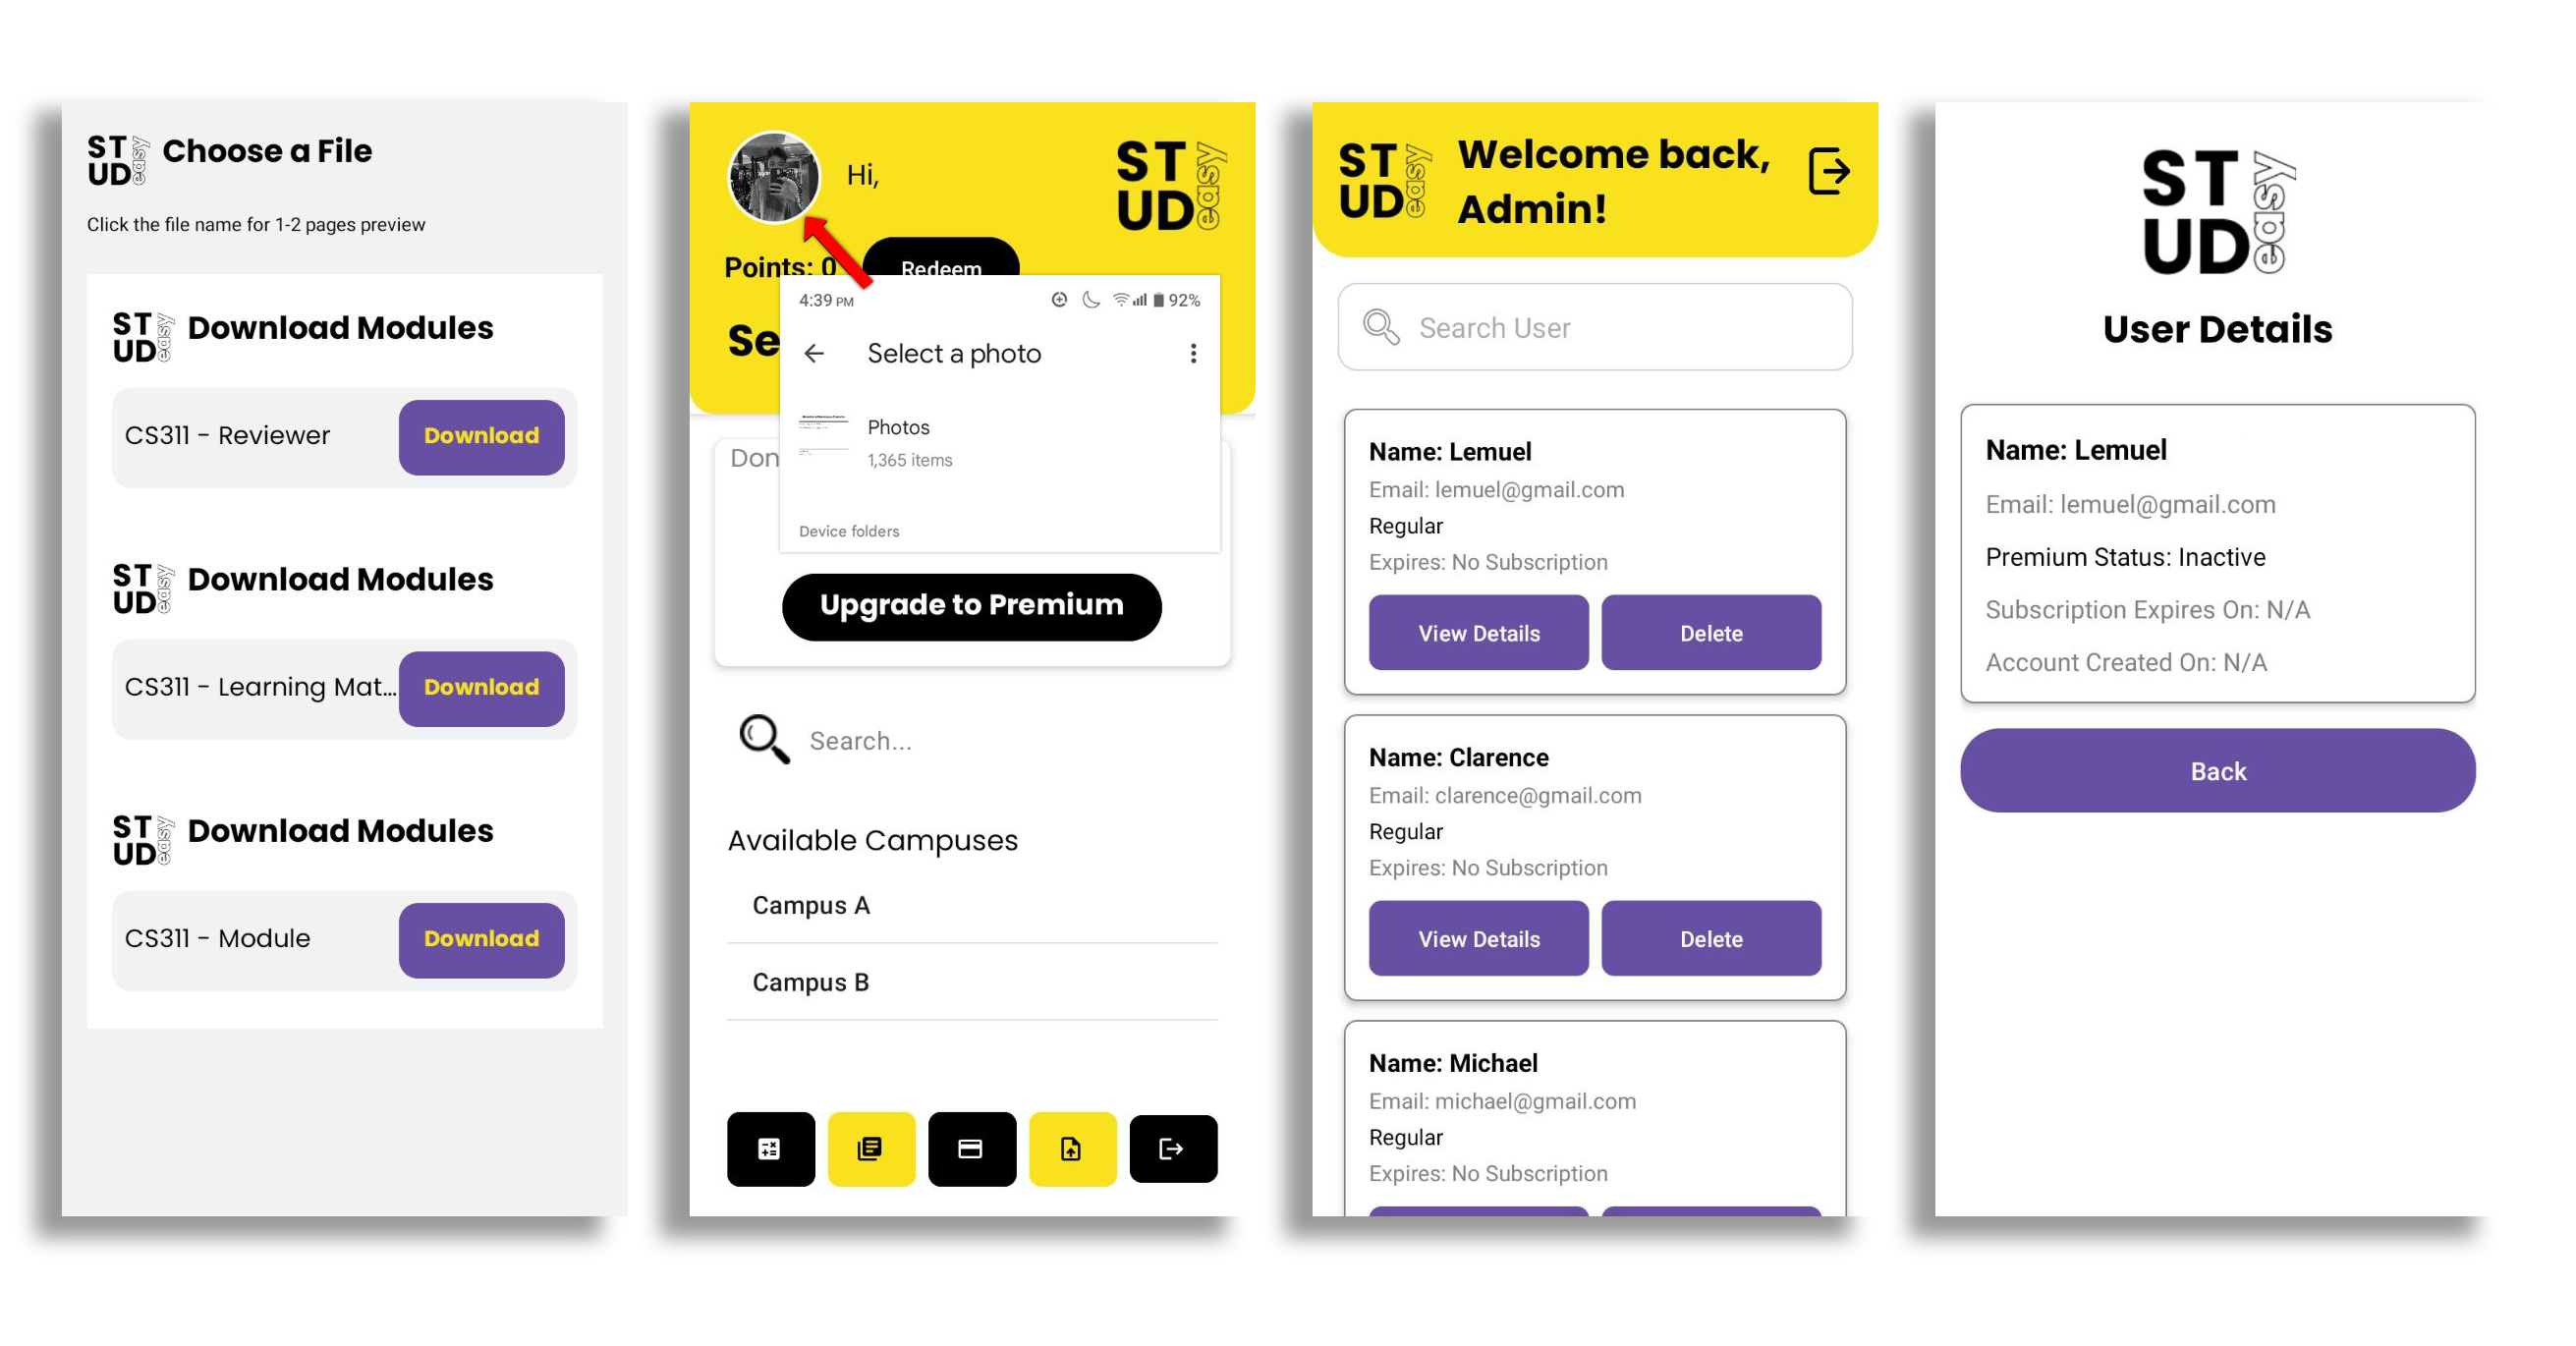 ST
UD easy
Choose a File
Click the file name for 1-2 pages preview
ST
UD easy
Download Modules
CS311 - Reviewer
Download
ST
UD easy
Download Modules
CS311 - Learning Mat...
Download
ST
UD easy
Download Modules
CS311 - Module
Download
Hi,
ST
UD easy
Points: 0
Redeem
Se
4:39 PM
92%
Select a photo
Photos
1,365 items
Device folders
Don
Upgrade to Premium
Search...
Available Campuses
Campus A
Campus B
ST
UD easy
Welcome back,
Admin!
Search User
Name: Lemuel
Email: lemuel@gmail.com
Regular
Expires: No Subscription
View Details
Delete
Name: Clarence
Email: clarence@gmail.com
Regular
Expires: No Subscription
View Details
Delete
Name: Michael
Email: michael@gmail.com
Regular
Expires: No Subscription
ST
UD easy
User Details
Name: Lemuel
Email: lemuel@gmail.com
Premium Status: Inactive
Subscription Expires On: N/A
Account Created On: N/A
Back